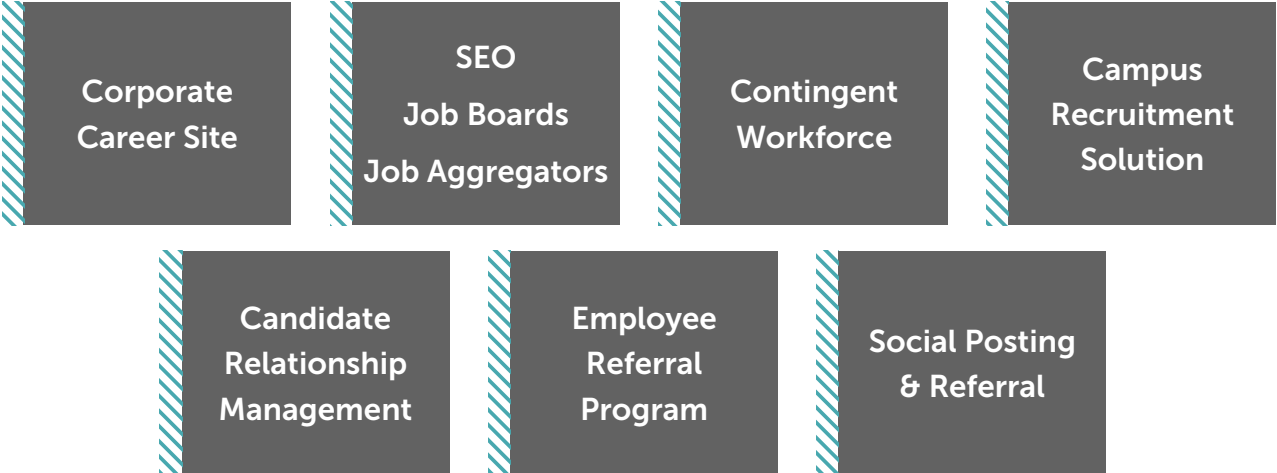 Corporate
Career Site
SEO
Job Boards
Job Aggregators
Contingent
Workforce
Campus
Recruitment
Solution
Candidate
Relationship
Management
Employee
Referral
Program
Social Posting
& Referral